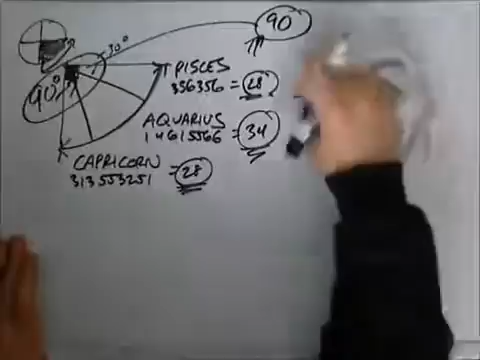 90°
30°
90°
PISCES
356356 = 28
AQUARIUS
14615566 = 34
CAPRICORN
313553251 = 28